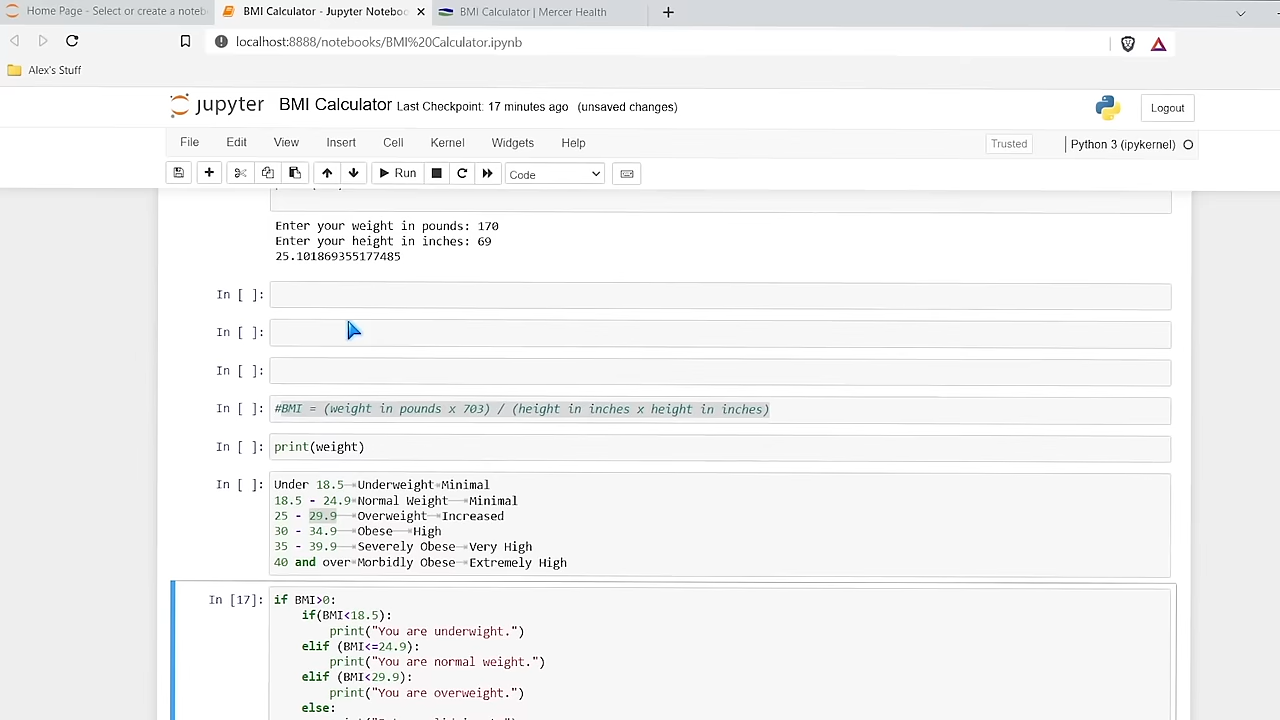 Home Page - Select or create a noteb
BMI Calculator - Jupyter Noteboo
BMI Calculator | Mercer Health
localhost:8888/notebooks/BMI%20Calculator.ipynb
Alex's Stuff
jupyter BMI Calculator Last Checkpoint: 17 minutes ago (unsaved changes)
Logout
File Edit View Insert Cell Kernel Widgets Help
Trusted
Python 3 (ipykernel)
Run
Code
Enter your weight in pounds: 170
Enter your height in inches: 69
25.101869355177485
In [ ]:
In [ ]:
In [ ]:
In [ ]: #BMI = (weight in pounds x 703) / (height in inches x height in inches)
In [ ]: print(weight)
In [ ]: Under 18.5 Underweight Minimal
18.5 - 24.9 Normal Weight Minimal
25 - 29.9 Overweight Increased
30 - 34.9 Obese High
35 - 39.9 Severely Obese Very High
40 and over Morbidly Obese Extremely High
In [17]: if BMI>0:
if(BMI<18.5):
print("You are underwight.")
elif (BMI<=24.9):
print("You are normal weight.")
elif (BMI<29.9):
print("You are overweight.")
else: